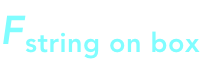 F string on box